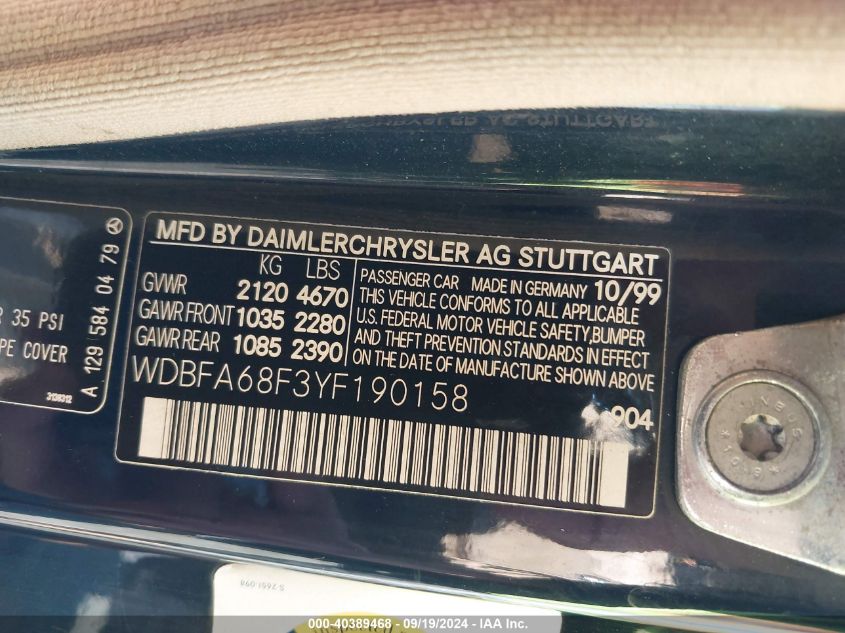 MFD BY DAIMLERCHRYSLER AG STUTTGART
KG LBS
GVWR 2120 4670
GAWR FRONT 1035 2280
GAWR REAR 1085 2390
PASSENGER CAR MADE IN GERMANY 10/99
THIS VEHICLE CONFORMS TO ALL APPLICABLE
U.S. FEDERAL MOTOR VEHICLE SAFETY, BUMPER
AND THEFT PREVENTION STANDARDS IN EFFECT
ON THE DATE OF MANUFACTURE SHOWN ABOVE.
WDBFA68F3YF190158
904
35 PSI
COVER
A 129 584 04 79
3138312
000-40389468 - 09/19/2024 - IAA Inc.